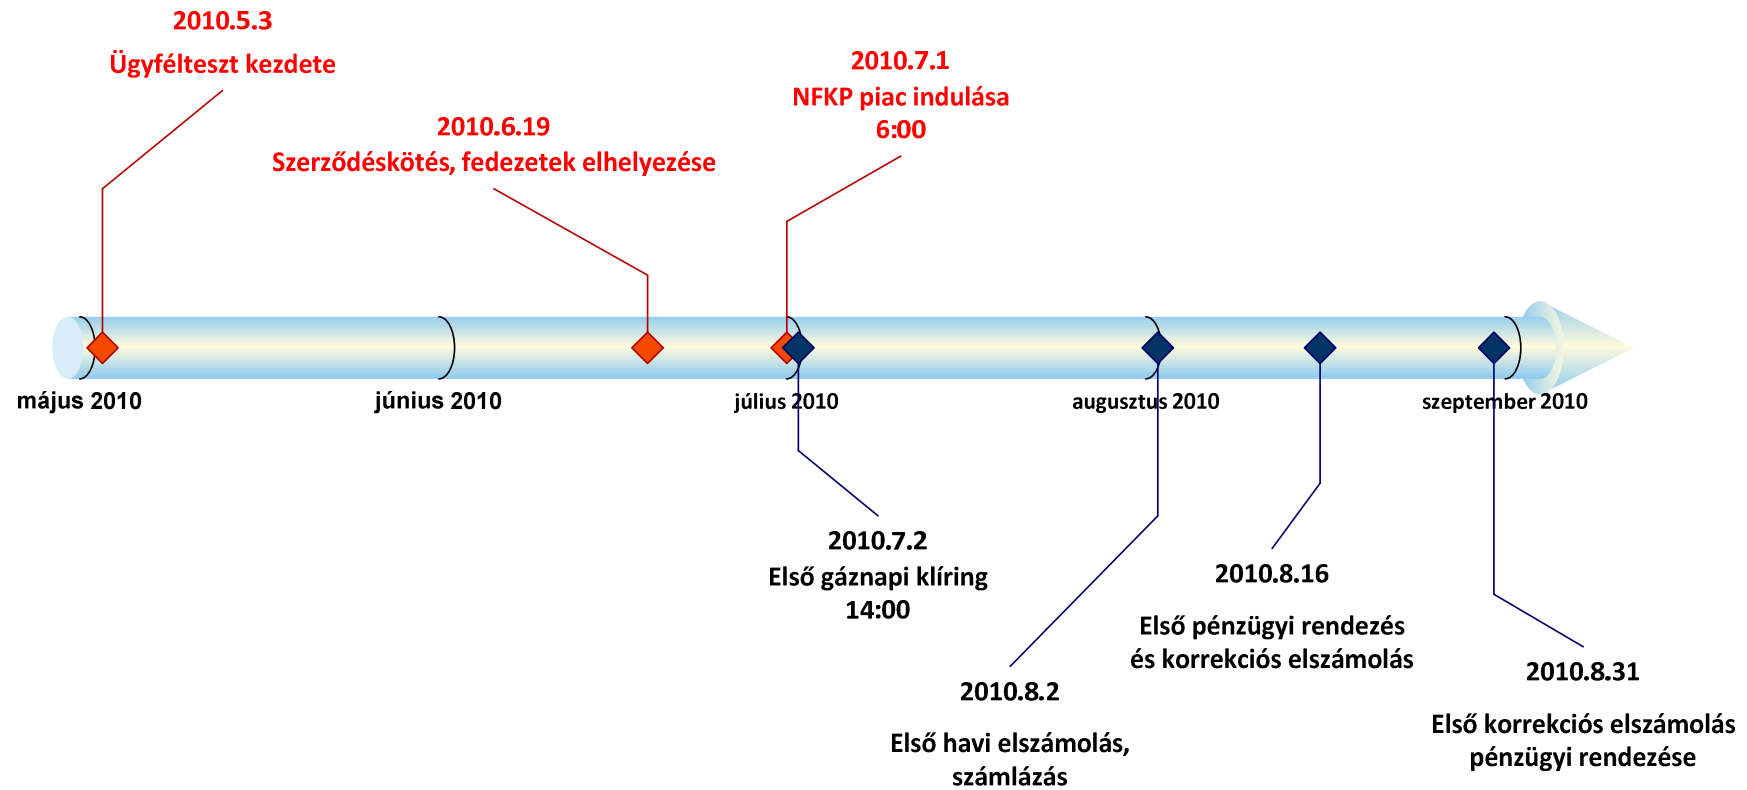 2010.5.3
Ügyfélteszt kezdete
2010.6.19
Szerződéskötés, fedezetek elhelyezése
2010.7.1
NFKP piac indulása
6:00
május 2010
június 2010
július 2010
augusztus 2010
szeptember 2010
2010.7.2
Első gáznapi klíring
14:00
2010.8.2
Első havi elszámolás,
számlázás
2010.8.16
Első pénzügyi rendezés
és korrekciós elszámolás
2010.8.31
Első korrekciós elszámolás
pénzügyi rendezése